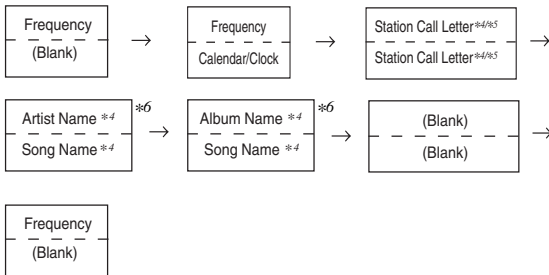 Frequency
(Blank)
Frequency
Calendar/Clock
Station Call Letter*4/*5
Station Call Letter*4/*5
Artist Name *4
Song Name *4
*6
Album Name *4
Song Name *4
*6
(Blank)
(Blank)
Frequency
(Blank)